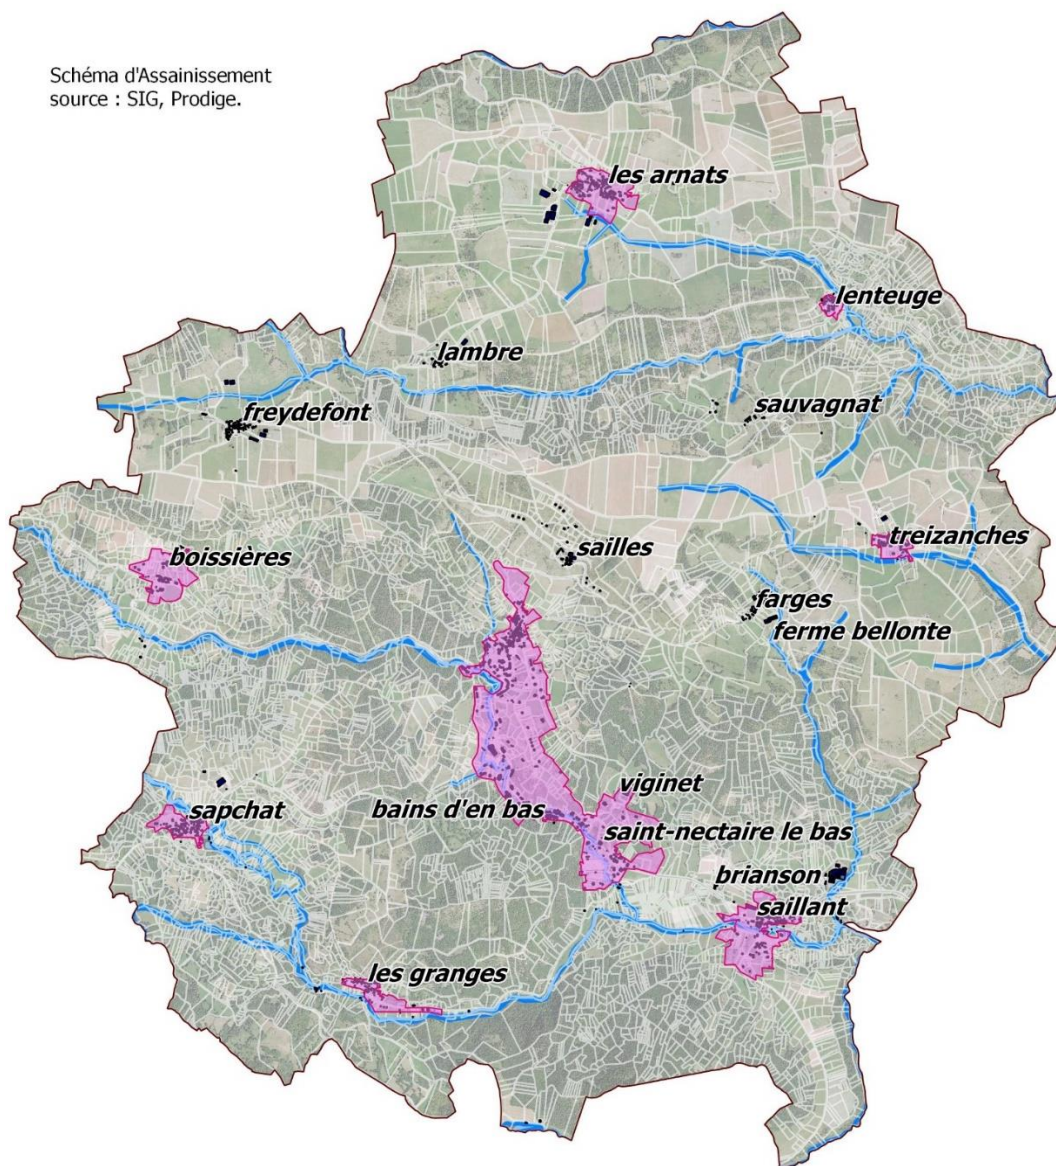 Schéma d'Assainissement
source : SIG, Prodige.
les arnats
lenteuge
lambre
freydefont
sauvagnat
boissières
sailles
treizanches
farges
ferme bellonte
sapchat
bains d'en bas
viginet
saint-nectaire le bas
brianson
saillant
les granges